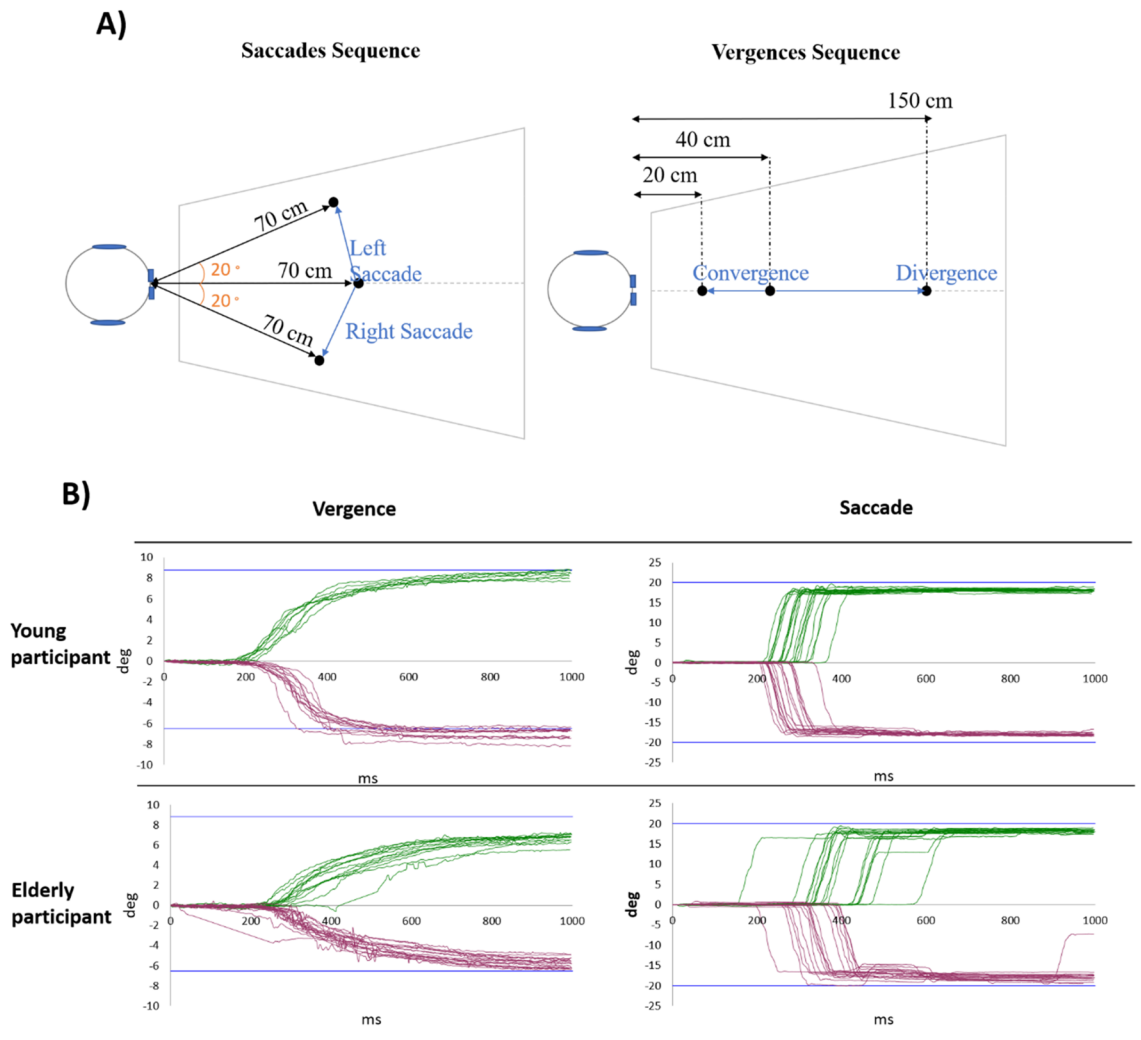 A)
Saccades Sequence
Vergences Sequence
150 cm
40 cm
20 cm
70 cm
Left
Saccade
20 °
70 cm
20 °
Right Saccade
70 cm
Convergence
Divergence
B)
Vergence
Saccade
Young
participant
deg
10
8
6
4
2
0
-2
-4
-6
-8
-10
0
200
400
600
800
1000
ms
deg
25
20
15
10
5
0
-5
-10
-15
-20
-25
0
200
400
600
800
1000
ms
Elderly
participant
deg
10
8
6
4
2
0
-2
-4
-6
-8
-10
0
200
400
600
800
1000
ms
deg
25
20
15
10
5
0
-5
-10
-15
-20
-25
0
200
400
600
800
1000
ms